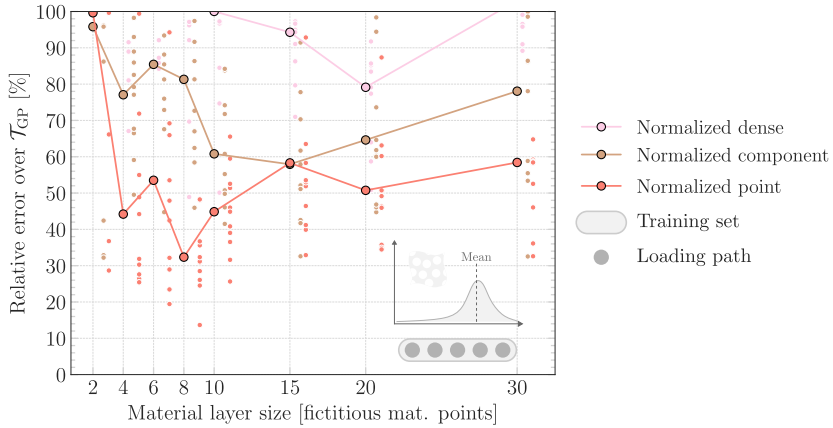 100
90
80
70
60
50
40
30
20
10
0
Relative error over 𝒯GP [%]
2 4 6 8 10 15 20 30
Material layer size [fictitious mat. points]
Mean
Normalized dense
Normalized component
Normalized point
Training set
Loading path